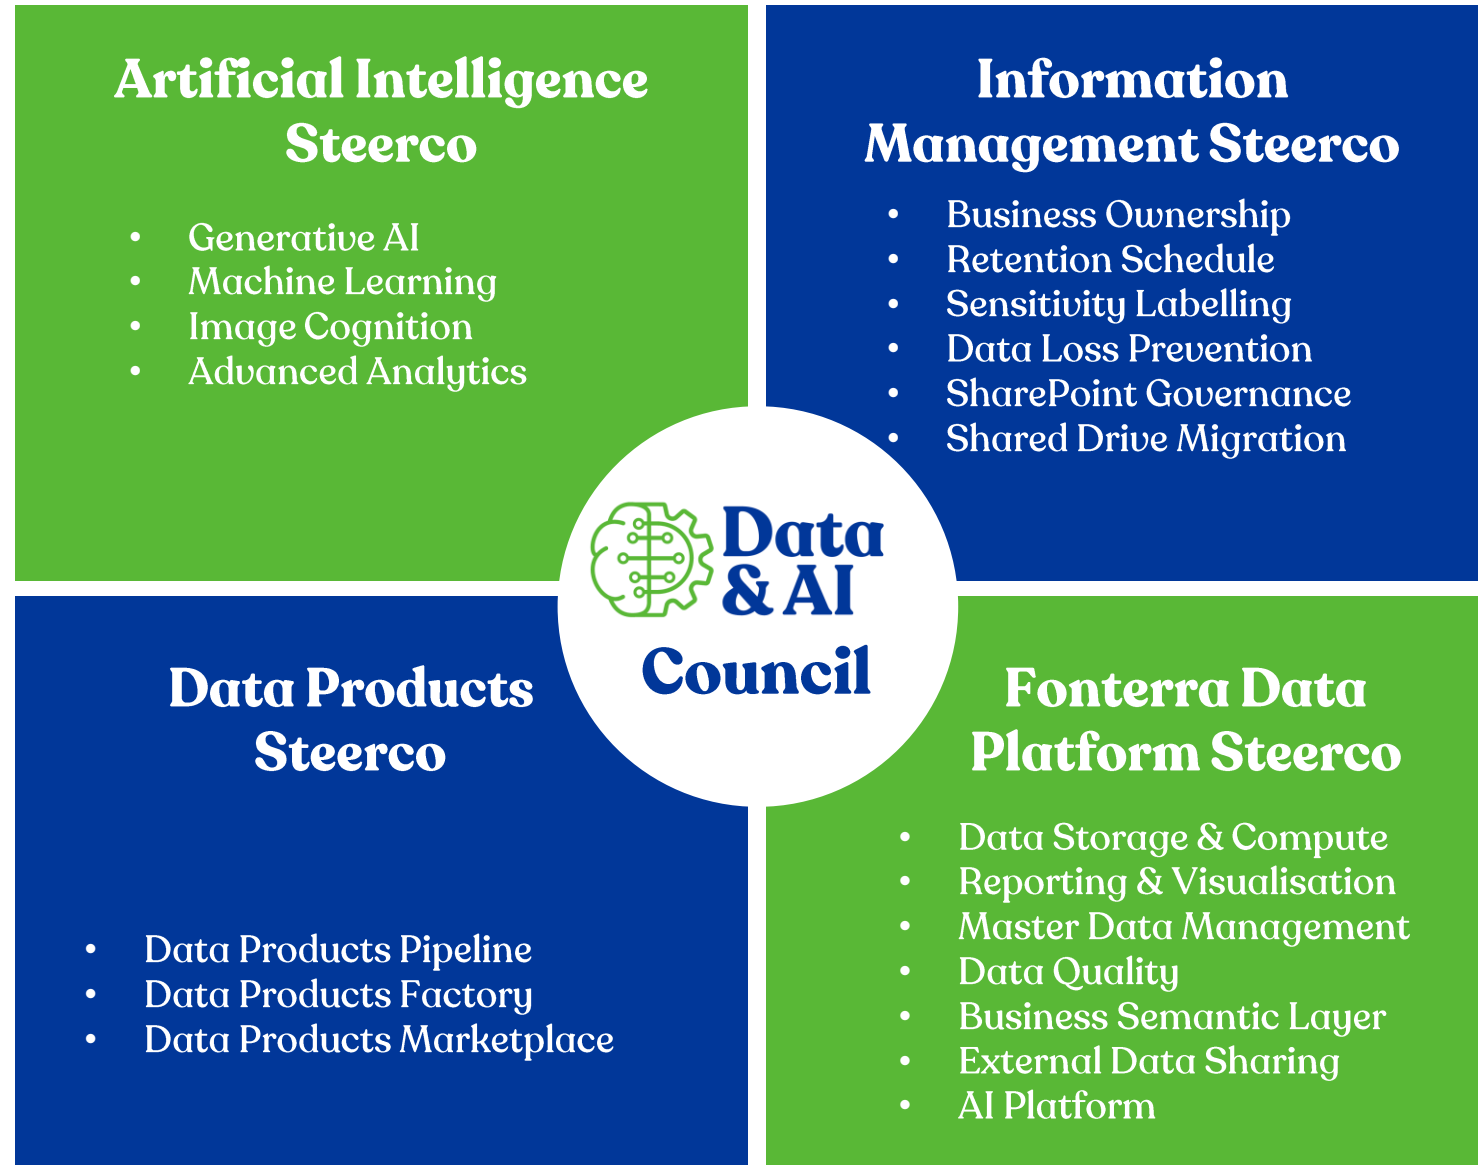 Artificial Intelligence
Steerco
• Generative AI
• Machine Learning
• Image Cognition
• Advanced Analytics
Information
Management Steerco
• Business Ownership
• Retention Schedule
• Sensitivity Labelling
• Data Loss Prevention
• SharePoint Governance
• Shared Drive Migration
Data
& AI
Council
Data Products
Steerco
• Data Products Pipeline
• Data Products Factory
• Data Products Marketplace
Fonterra Data
Platform Steerco
• Data Storage & Compute
• Reporting & Visualisation
• Master Data Management
• Data Quality
• Business Semantic Layer
• External Data Sharing
• AI Platform